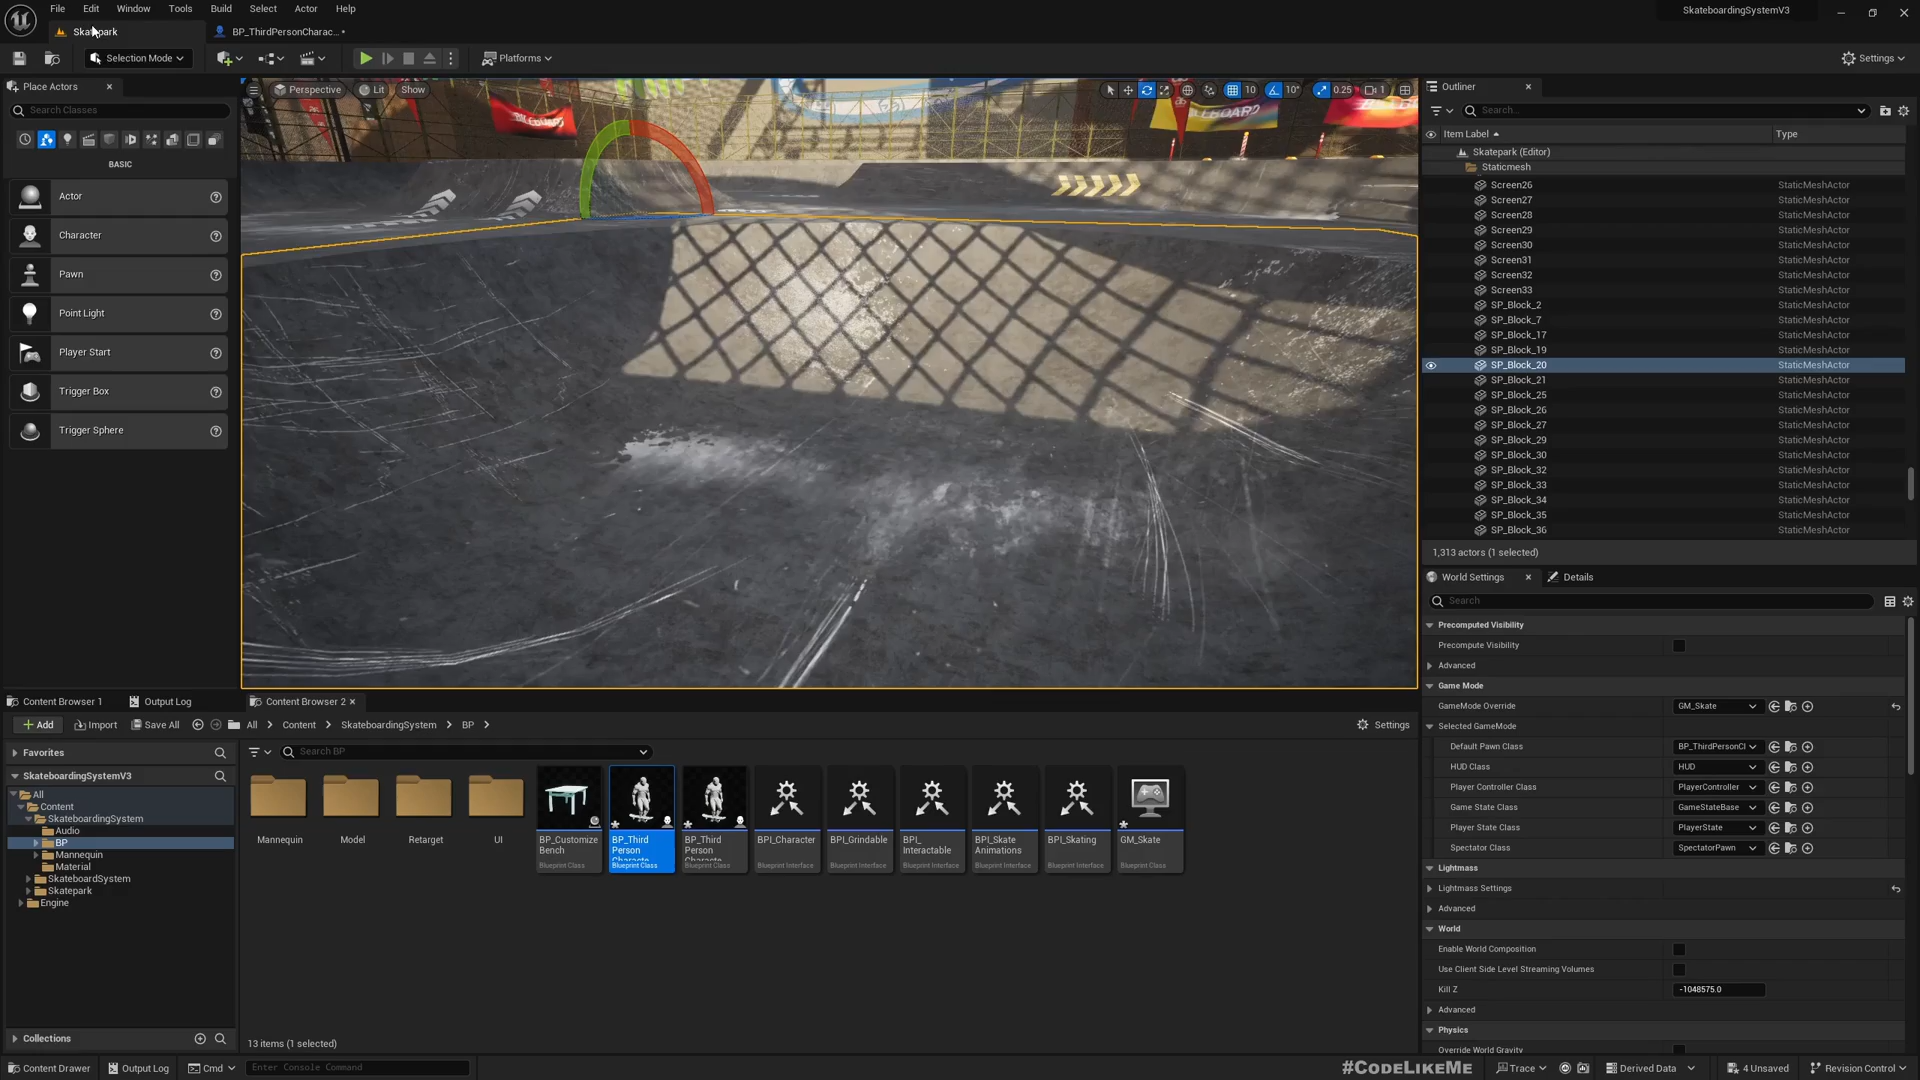 File Edit Window Tools Build Select Actor Help
SkateboardingSystemV3
Skatepark
BP_ThirdPersonCharac...•
Selection Mode
Platforms
Settings
Place Actors
Search Classes
BASIC
Actor
Character
Pawn
Point Light
Player Start
Trigger Box
Trigger Sphere
Perspective Lit Show
10 10° 0.25 1
Outliner
Search...
Item Label Type
Skatepark (Editor)
Staticmesh
Screen26 StaticMeshActor
Screen27 StaticMeshActor
Screen28 StaticMeshActor
Screen29 StaticMeshActor
Screen30 StaticMeshActor
Screen31 StaticMeshActor
Screen32 StaticMeshActor
Screen33 StaticMeshActor
SP_Block_2 StaticMeshActor
SP_Block_7 StaticMeshActor
SP_Block_17 StaticMeshActor
SP_Block_19 StaticMeshActor
SP_Block_20 StaticMeshActor
SP_Block_21 StaticMeshActor
SP_Block_25 StaticMeshActor
SP_Block_26 StaticMeshActor
SP_Block_27 StaticMeshActor
SP_Block_29 StaticMeshActor
SP_Block_30 StaticMeshActor
SP_Block_32 StaticMeshActor
SP_Block_33 StaticMeshActor
SP_Block_34 StaticMeshActor
SP_Block_35 StaticMeshActor
SP_Block_36 StaticMeshActor
1,313 actors (1 selected)
World Settings
Details
Search
Precomputed Visibility
Precompute Visibility
Advanced
Game Mode
GameMode Override GM_Skate
Selected GameMode
Default Pawn Class BP_ThirdPersonCl
HUD Class HUD
Player Controller Class PlayerController
Game State Class GameStateBase
Player State Class PlayerState
Spectator Class SpectatorPawn
Lightmass
Lightmass Settings
Advanced
World
Enable World Composition
Use Client Side Level Streaming Volumes
Kill Z -1048575.0
Advanced
Physics
Override World Gravity
Content Browser 1
Output Log
Content Browser 2
Add Import Save All
All Content SkateboardingSystem BP
Settings
Favorites
Search BP
SkateboardingSystemV3
All
Content
SkateboardingSystem
Audio
BP
Mannequin
Material
SkateboardSystem
Skatepark
Engine
Collections
Mannequin
Model
Retarget
UI
BP_Customize
Bench
Blueprint Class
BP_Third
Person
Characte
Blueprint Class
BP_Third
Person
Characte
Blueprint Class
BPI_Character
Blueprint Interface
BPI_Grindable
Blueprint Interface
BPI_
Interactable
Blueprint Interface
BPI_Skate
Animations
Blueprint Interface
BPI_Skating
Blueprint Interface
GM_Skate
Blueprint Class
13 items (1 selected)
Content Drawer
Output Log
Cmd
Enter Console Command
#CodeLikeMe
Trace
Derived Data
4 Unsaved
Revision Control